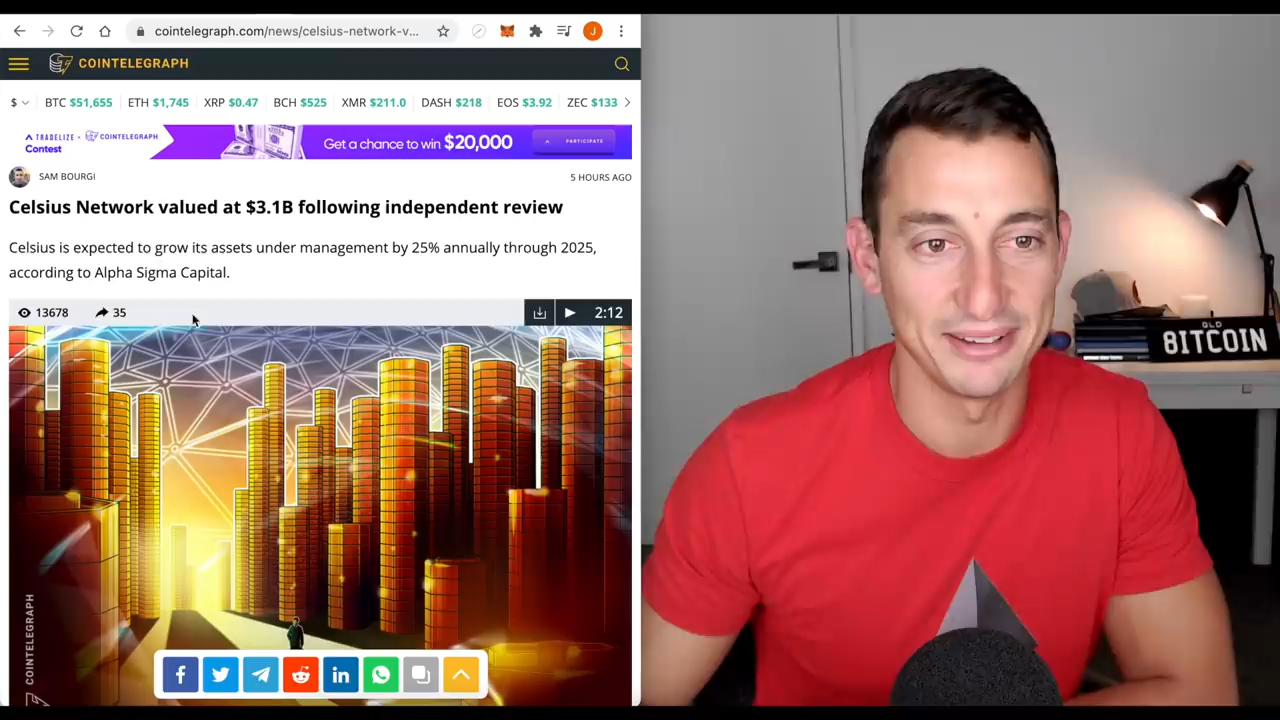 cointelegraph.com/news/celsius-network-v...
J
COINTELEGRAPH
$ BTC $51,655 ETH $1,745 XRP $0.47 BCH $525 XMR $211.0 DASH $218 EOS $3.92 ZEC $133
TRADELIZE × COINTELEGRAPH
Contest
Get a chance to win $20,000
PARTICIPATE
SAM BOURGI
5 HOURS AGO
Celsius Network valued at $3.1B following independent review
Celsius is expected to grow its assets under management by 25% annually through 2025,
according to Alpha Sigma Capital.
13678 35
2:12
COINTELEGRAPH
QLD
8ITCOIN